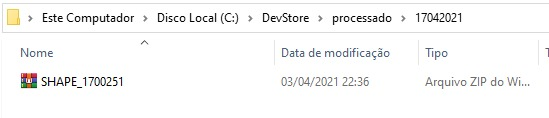 Este Computador > Disco Local (C:) > DevStore > processado > 17042021
Nome Data de modificação Tipo
SHAPE_1700251 03/04/2021 22:36 Arquivo ZIP do Wi...